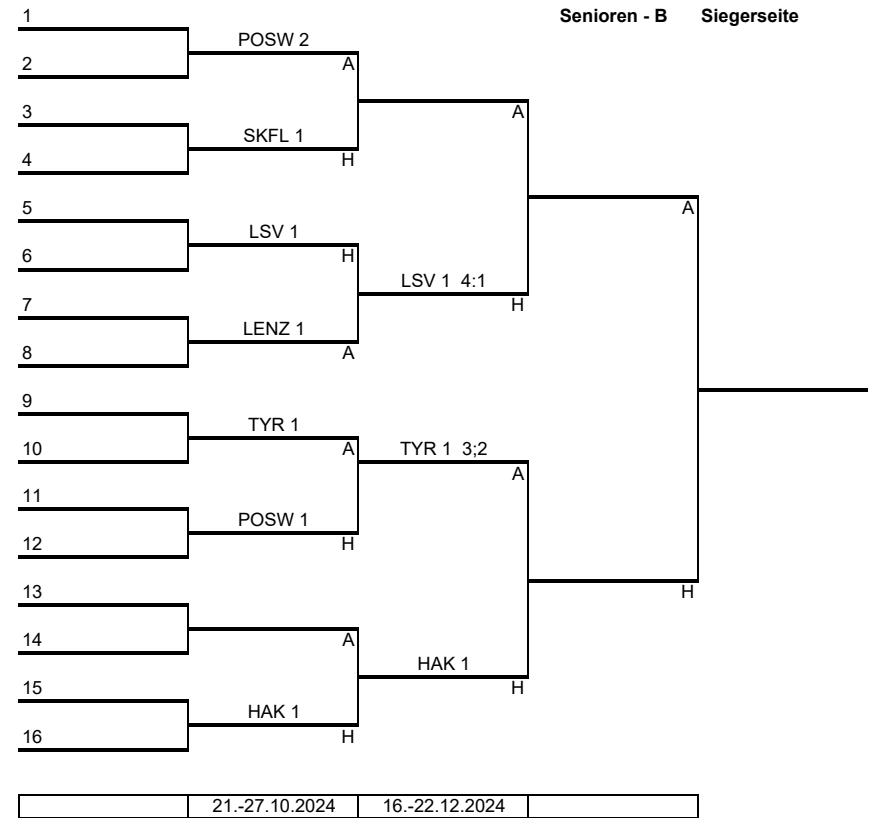 1
Senioren - B Siegerseite
POSW 2
2
A
3
A
SKFL 1
4
H
5
A
LSV 1
6
H
LSV 1 4:1
7
H
LENZ 1
8
A
9
TYR 1
10
A
TYR 1 3;2
A
11
POSW 1
12
H
13
H
14
A
HAK 1
15
H
HAK 1
16
H
21.-27.10.2024 16.-22.12.2024